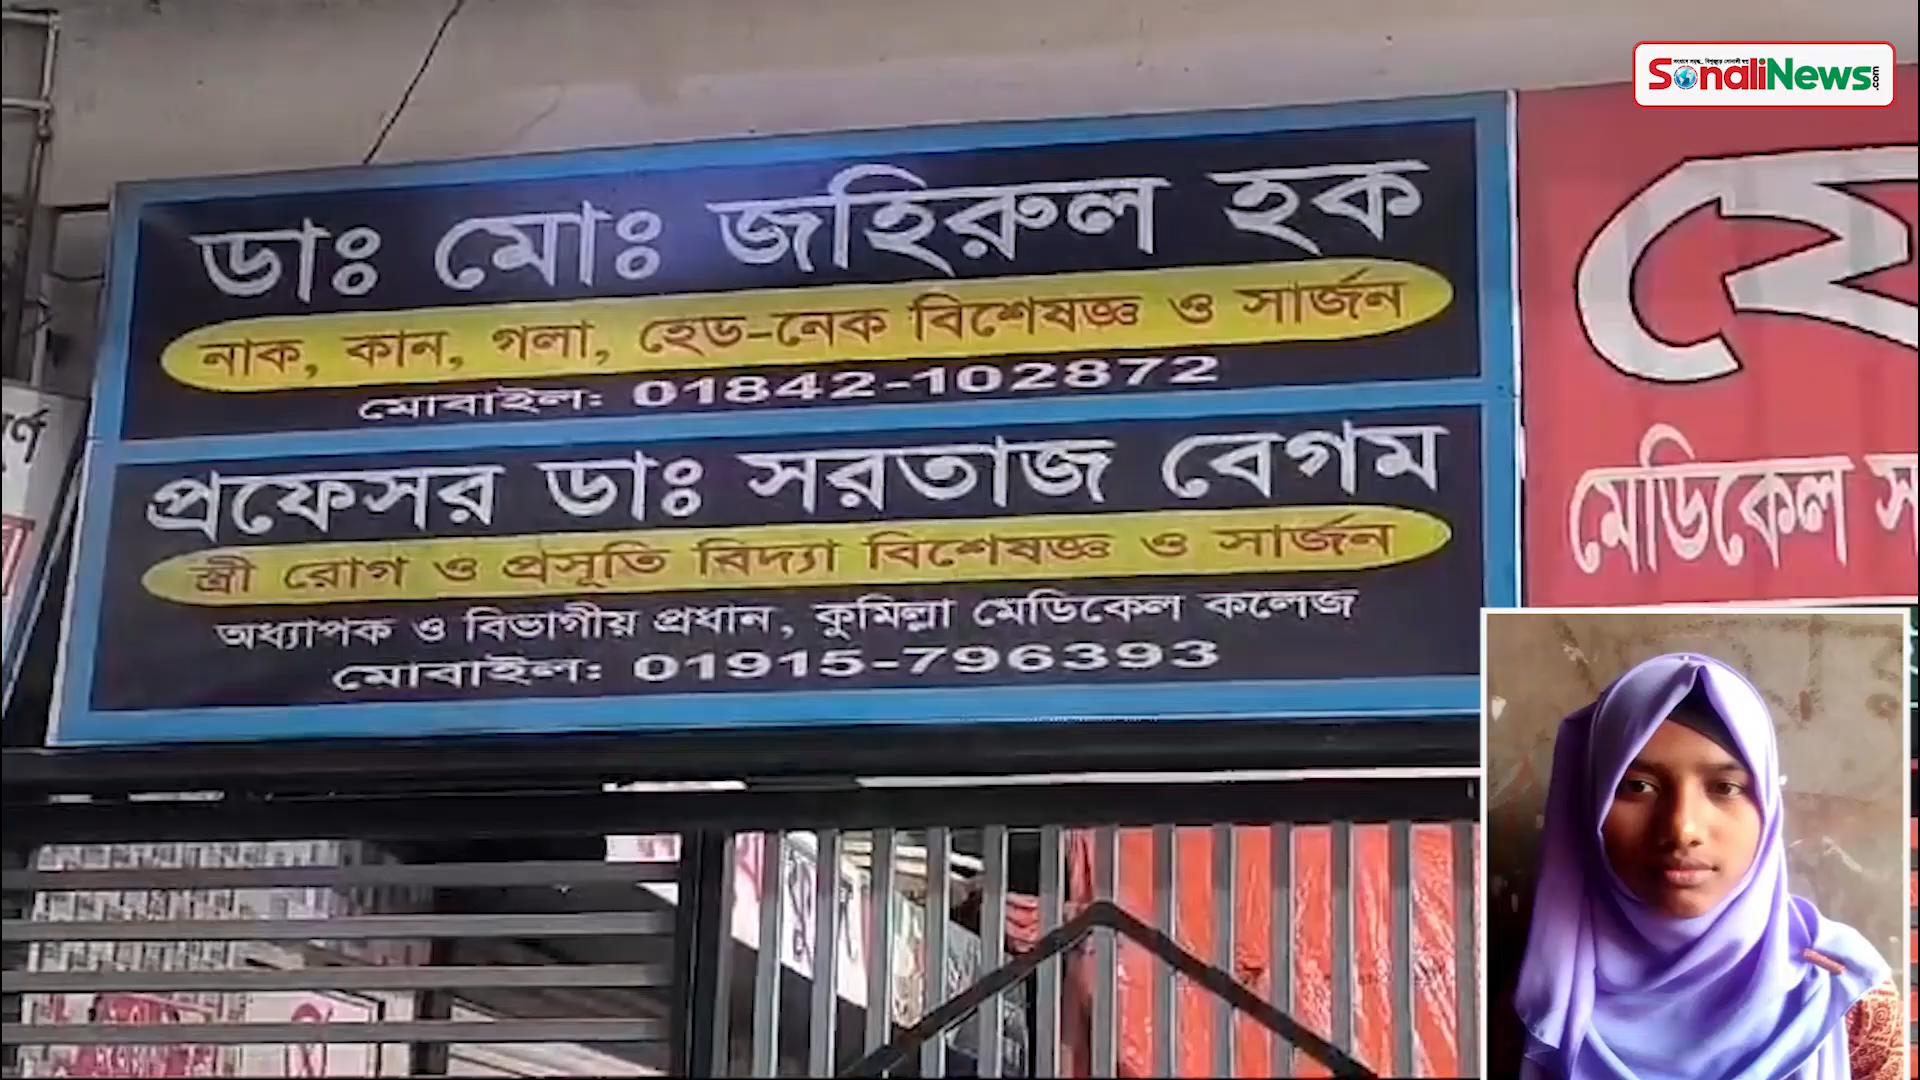 SonaliNews.com
ডাঃ মোঃ জহিরুল হক
নাক, কান, গলা, হেড-নেক বিশেষজ্ঞ ও সার্জন
মোবাইল: 01842-102872
প্রফেসর ডাঃ সরতাজ বেগম
স্ত্রী রোগ ও প্রসূতি বিদ্যা বিশেষজ্ঞ ও সার্জন
অধ্যাপক ও বিভাগীয় প্রধান, কুমিল্লা মেডিকেল কলেজ
মোবাইল: 01915-796393
মেডিকেল